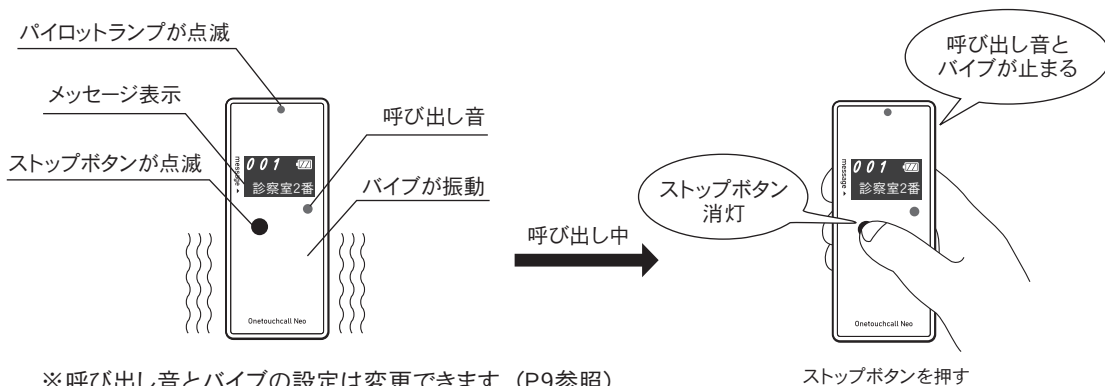 パイロットランプが点滅
メッセージ表示
ストップボタンが点滅
呼び出し音
バイブが振動
message
001
診察室2番
Onetouchcall Neo
呼び出し中
呼び出し音と
バイブが止まる
ストップボタン
消灯
message
001
診察室2番
Onetouchcall Neo
ストップボタンを押す
※呼び出し音とバイブの設定は変更できます（P9参照）